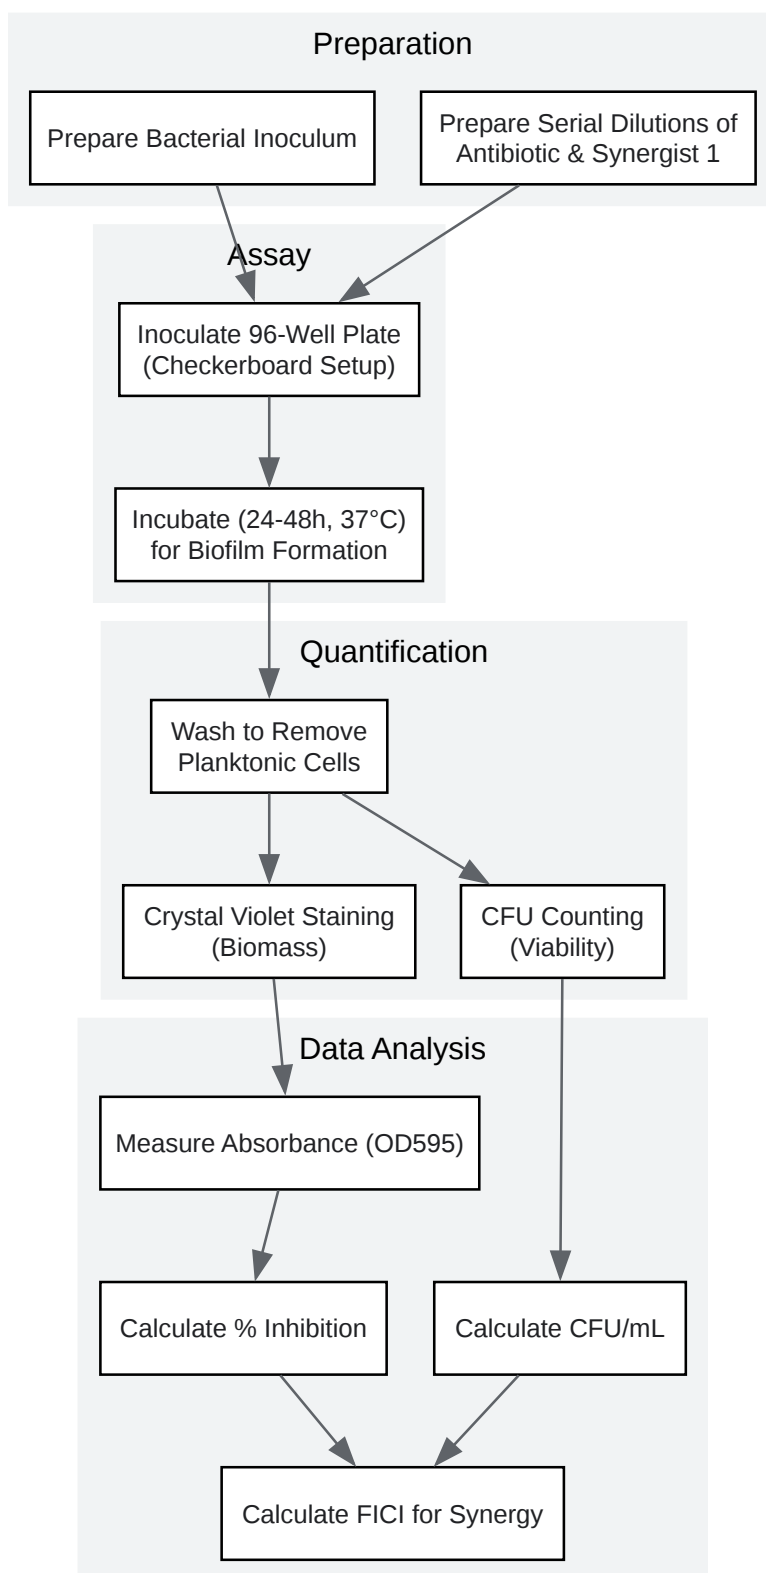 Preparation
Prepare Bacterial Inoculum
Prepare Serial Dilutions of
Antibiotic & Synergist 1
Assay
Inoculate 96-Well Plate
(Checkerboard Setup)
Incubate (24-48h, 37°C)
for Biofilm Formation
Quantification
Wash to Remove
Planktonic Cells
Crystal Violet Staining
(Biomass)
CFU Counting
(Viability)
Data Analysis
Measure Absorbance (OD595)
Calculate % Inhibition
Calculate CFU/mL
Calculate FICI for Synergy